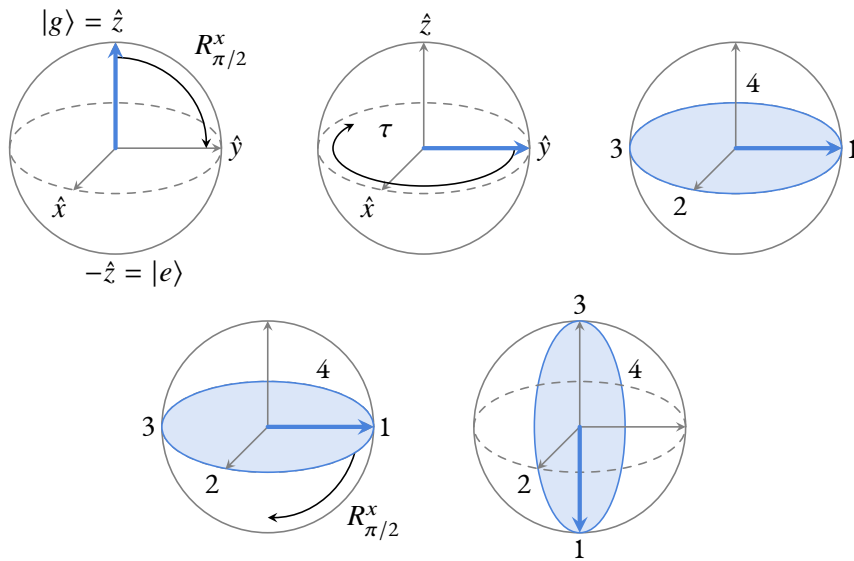 |g⟩ = ẑ
R^x_{π/2}
ŷ
x̂
−ẑ = |e⟩
ẑ
τ
ŷ
x̂
4
3
1
2
4
3
1
2
R^x_{π/2}
3
4
2
1